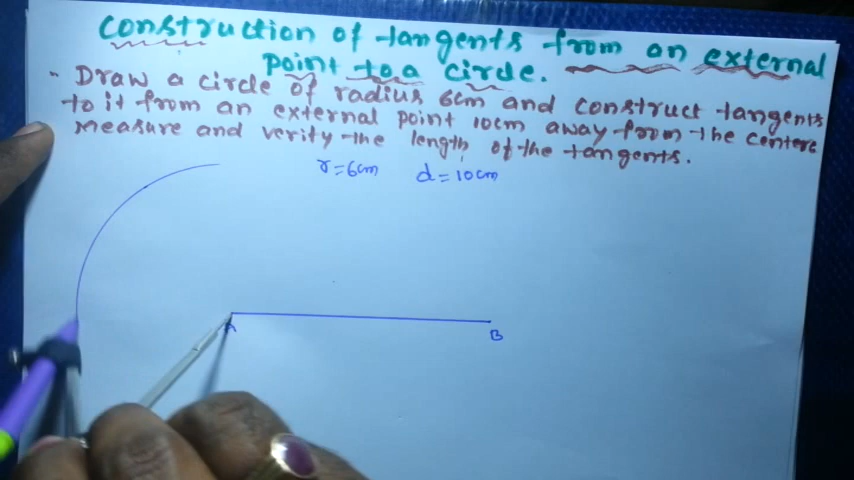 construction of tangents from an external
point to a circle.
- Draw a circle of radius 6cm and construct tangents
to it from an external point 10cm away from the centere
measure and verify the length of the tangents.
r=6cm d=10cm
A
B